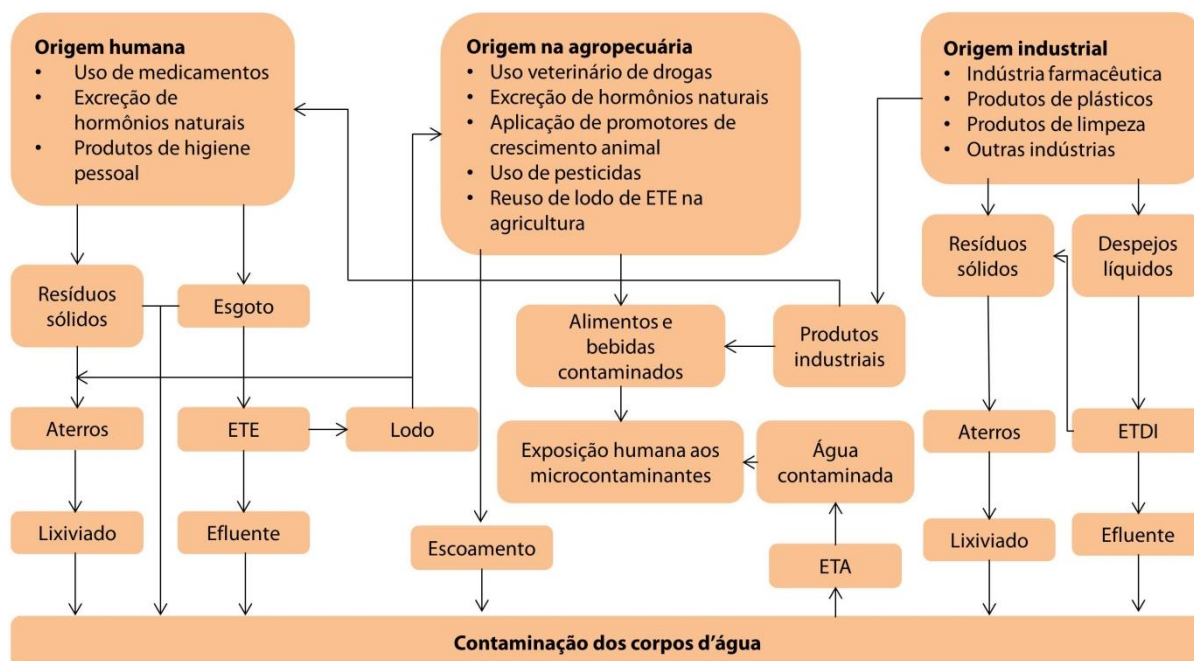 Origem humana
• Uso de medicamentos
• Excreção de
hormônios naturais
• Produtos de higiene
pessoal
Origem na agropecuária
• Uso veterinário de drogas
• Excreção de hormônios naturais
• Aplicação de promotores de
crescimento animal
• Uso de pesticidas
• Reuso de lodo de ETE na
agricultura
Origem industrial
• Indústria farmacêutica
• Produtos de plásticos
• Produtos de limpeza
• Outras indústrias
Resíduos
sólidos
Esgoto
Alimentos e
bebidas
contaminados
Produtos
industriais
Resíduos
sólidos
Despejos
líquidos
Aterros
ETE
Lodo
Exposição humana aos
microcontaminantes
Água
contaminada
Aterros
ETDI
Lixiviado
Efluente
Escoamento
ETA
Lixiviado
Efluente
Contaminação dos corpos d’água